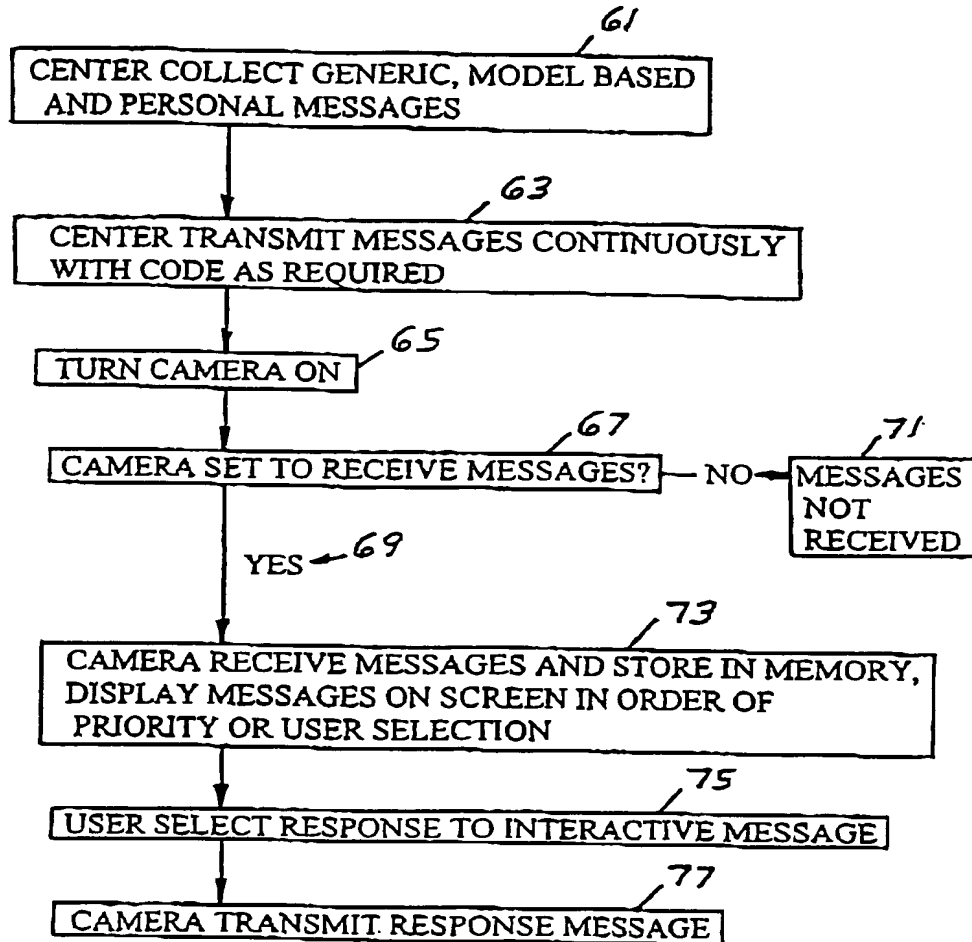 61
CENTER COLLECT GENERIC, MODEL BASED
AND PERSONAL MESSAGES
63
CENTER TRANSMIT MESSAGES CONTINUOUSLY
WITH CODE AS REQUIRED
65
TURN CAMERA ON
67
CAMERA SET TO RECEIVE MESSAGES?
NO
71
MESSAGES
NOT
RECEIVED
YES
69
73
CAMERA RECEIVE MESSAGES AND STORE IN MEMORY,
DISPLAY MESSAGES ON SCREEN IN ORDER OF
PRIORITY OR USER SELECTION
75
USER SELECT RESPONSE TO INTERACTIVE MESSAGE
77
CAMERA TRANSMIT RESPONSE MESSAGE